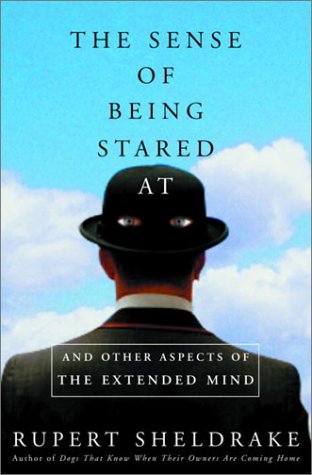 THE SENSE
OF
BEING
STARED
AT
AND OTHER ASPECTS OF
THE EXTENDED MIND
RUPERT SHELDRAKE
Author of Dogs That Know When Their Owners Are Coming Home